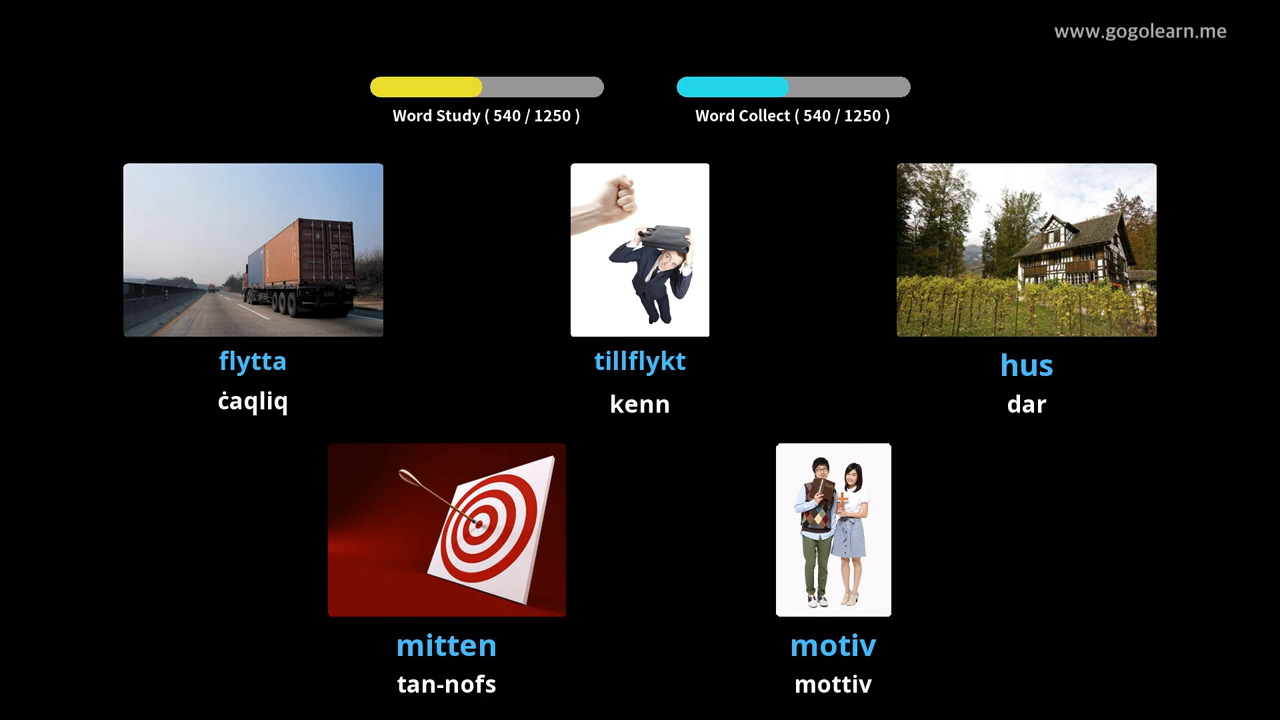 www.gogolearn.me
Word Study ( 540 / 1250 )
Word Collect ( 540 / 1250 )
flytta
ċaqliq
tillflykt
kenn
hus
dar
mitten
tan-nofs
motiv
mottiv